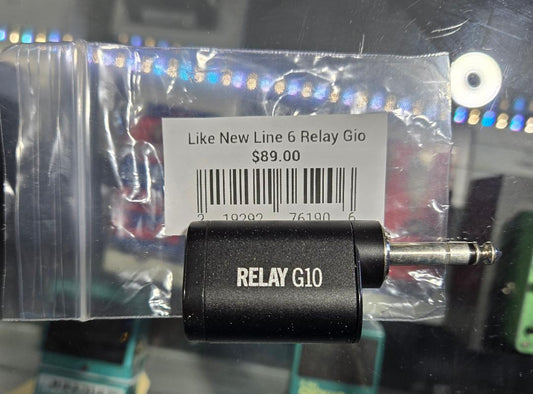 Like New Line 6 Relay Gio
$89.00
2 19292 76190 6
RELAY G10